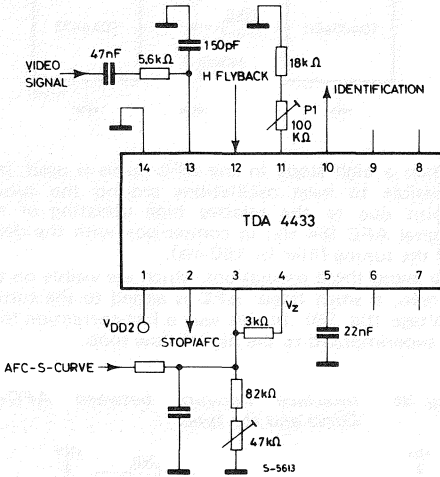 150pF
47nF
5.6kΩ
VIDEO
SIGNAL
H FLYBACK
18kΩ
P1
100
KΩ
IDENTIFICATION
14 13 12 11 10 9 8
TDA 4433
1 2 3 4 5 6 7
VDD2
STOP/AFC
3kΩ
VZ
22nF
AFC-S-CURVE
82kΩ
47kΩ
S-5613